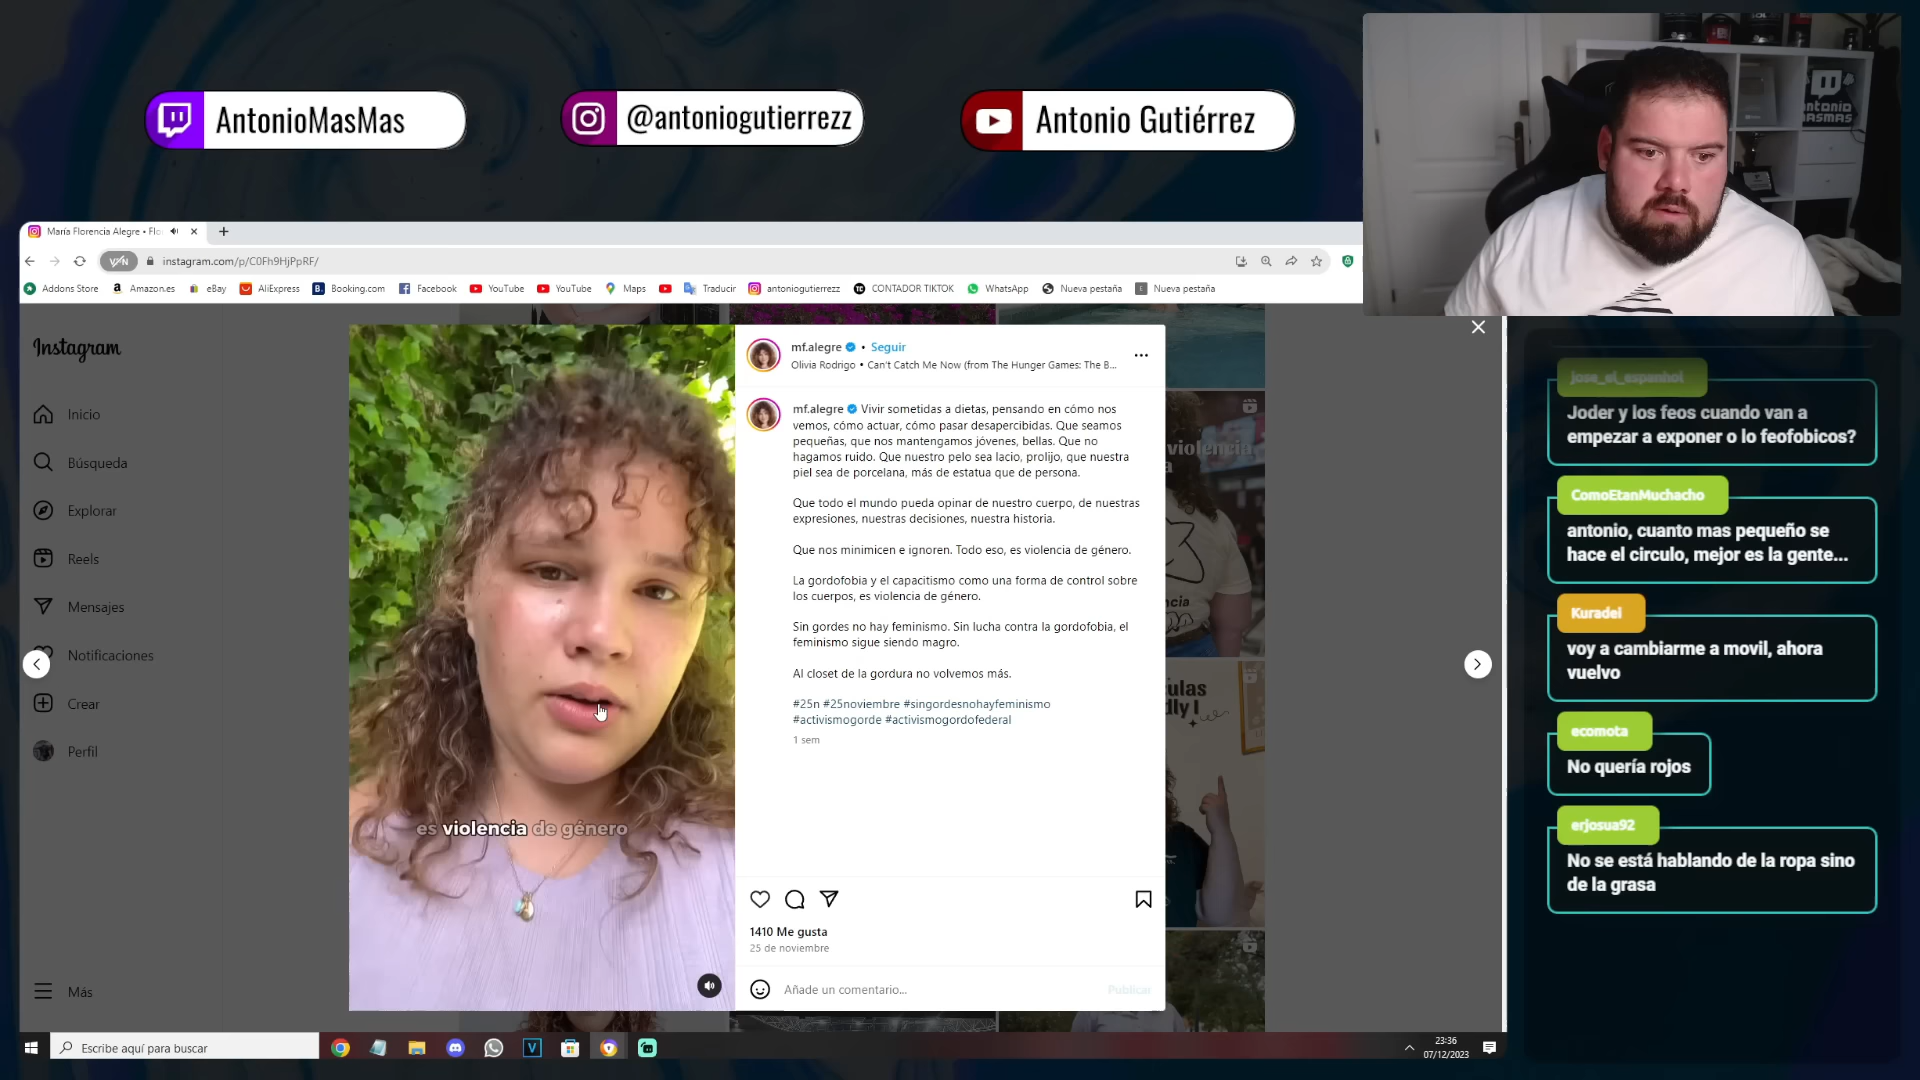 AntonioMasMas
@antoniogutierrezz
Antonio Gutiérrez
María Florencia Alegre • Flo
VPN
instagram.com/p/C0Fh9HjPpRF/
Addons Store
Amazon.es
eBay
AliExpress
Booking.com
Facebook
YouTube
YouTube
Maps
Traducir
antoniogutierrezz
CONTADOR TIKTOK
WhatsApp
Nueva pestaña
Nueva pestaña
Instagram
Inicio
Búsqueda
Explorar
Reels
Mensajes
Notificaciones
Crear
Perfil
Más
es violencia de género
mf.alegre • Seguir
Olivia Rodrigo • Can't Catch Me Now (from The Hunger Games: The B...
mf.alegre Vivir sometidas a dietas, pensando en cómo nos
vemos, cómo actuar, cómo pasar desapercibidas. Que seamos
pequeñas, que nos mantengamos jóvenes, bellas. Que no
hagamos ruido. Que nuestro pelo sea lacio, prolijo, que nuestra
piel sea de porcelana, más de estatua que de persona.
Que todo el mundo pueda opinar de nuestro cuerpo, de nuestras
expresiones, nuestras decisiones, nuestra historia.
Que nos minimicen e ignoren. Todo eso, es violencia de género.
La gordofobia y el capacitismo como una forma de control sobre
los cuerpos, es violencia de género.
Sin gordes no hay feminismo. Sin lucha contra la gordofobia, el
feminismo sigue siendo magro.
Al closet de la gordura no volvemos más.
#25n #25noviembre #singordesnohayfeminismo
#activismogorde #activismogordofederal
1 sem
1410 Me gusta
25 de noviembre
Añade un comentario...
Publicar
violencia
antonio
MASMAS
jose_el_espanhol
Joder y los feos cuando van a
empezar a exponer o lo feofobicos?
ComoEtanMuchacho
antonio, cuanto mas pequeño se
hace el circulo, mejor es la gente...
Kuradel
voy a cambiarme a movil, ahora
vuelvo
ecomota
No quería rojos
erjosua92
No se está hablando de la ropa sino
de la grasa
Escribe aquí para buscar
23:36
07/12/2023